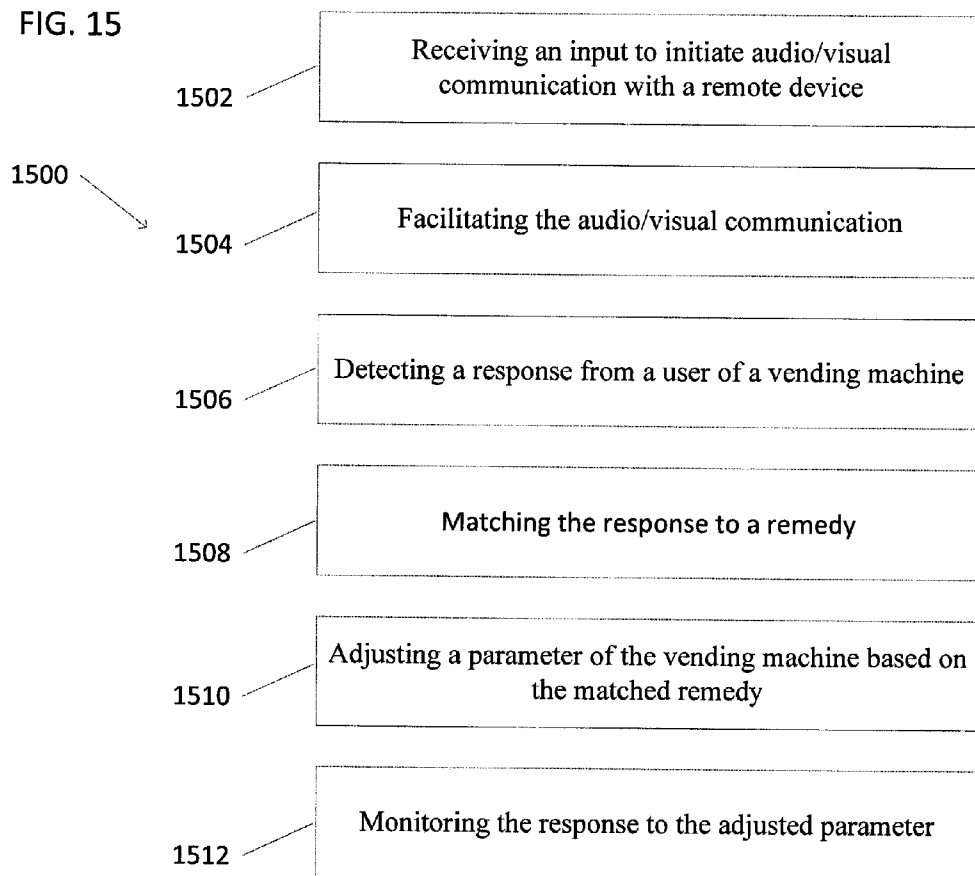 FIG. 15
Receiving an input to initiate audio/visual
communication with a remote device
1502
1500
Facilitating the audio/visual communication
1504
Detecting a response from a user of a vending machine
1506
Matching the response to a remedy
1508
Adjusting a parameter of the vending machine based on
the matched remedy
1510
Monitoring the response to the adjusted parameter
1512